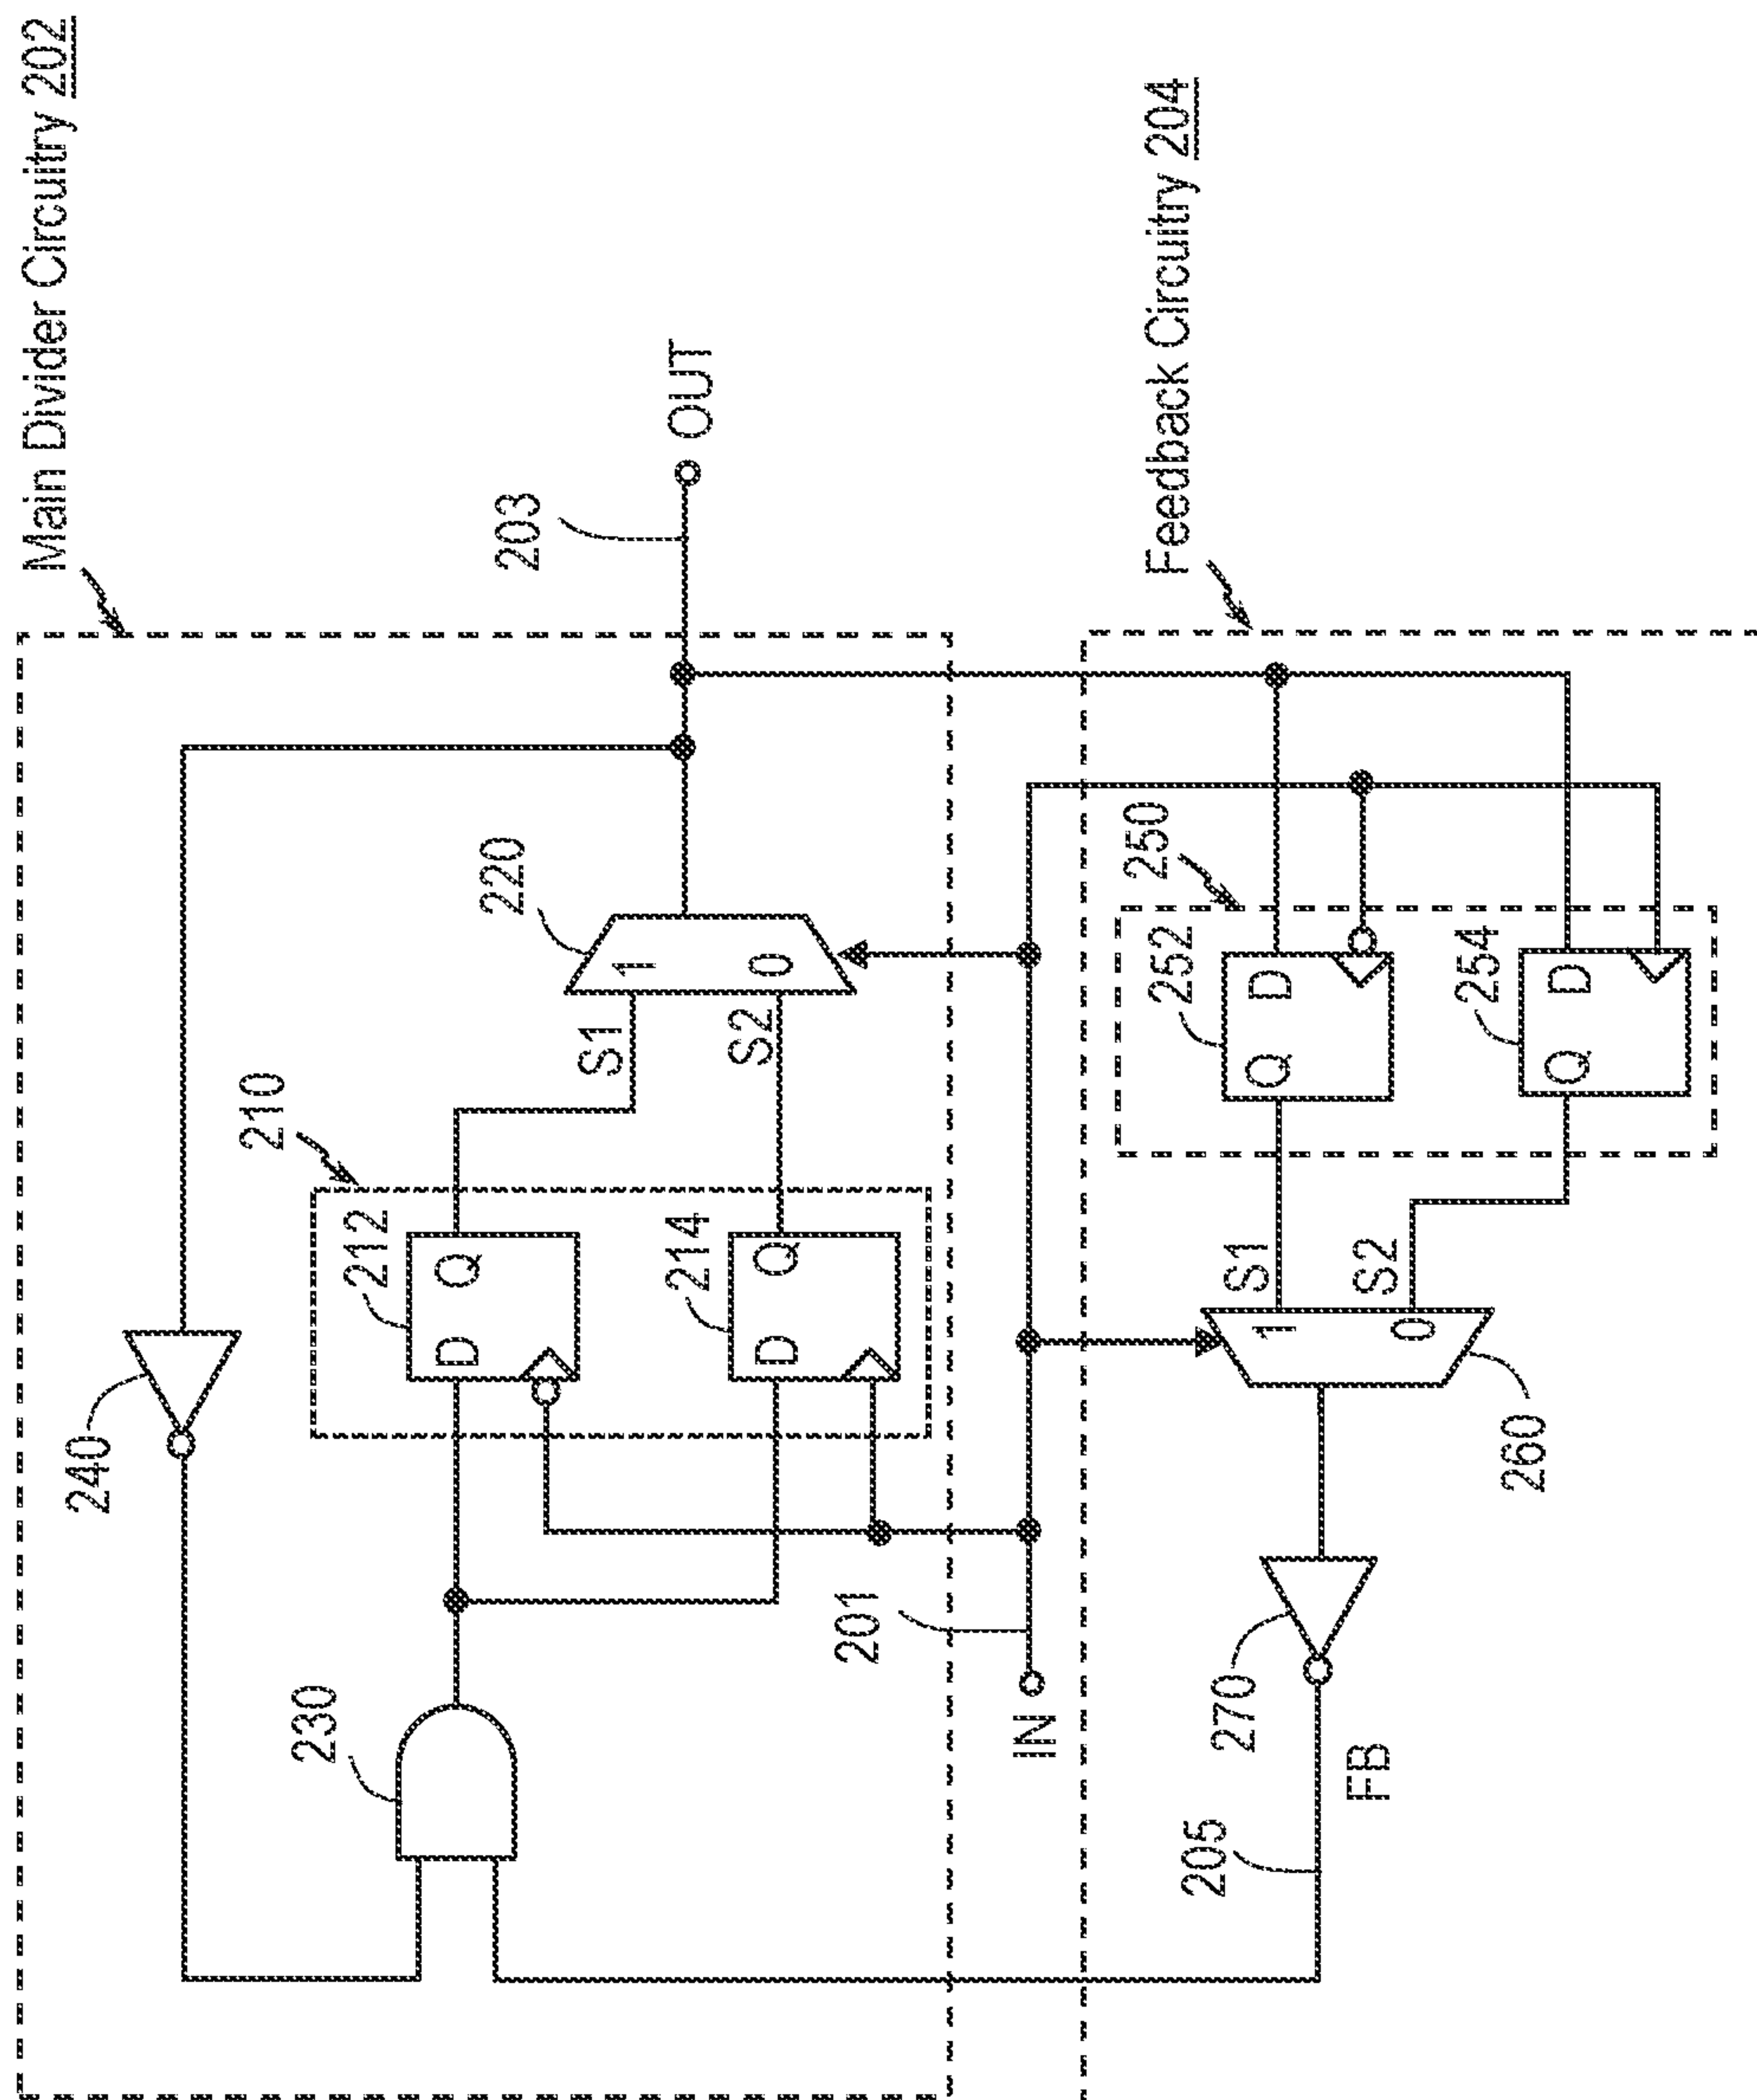 Main Divider Circuitry 202
240
210
230
212
D
Q
220
203
S1
1
OUT
214
D
Q
S2
0
201
IN
Feedback Circuitry 204
250
205
270
S1
1
252
Q
D
FB
S2
0
260
254
Q
D